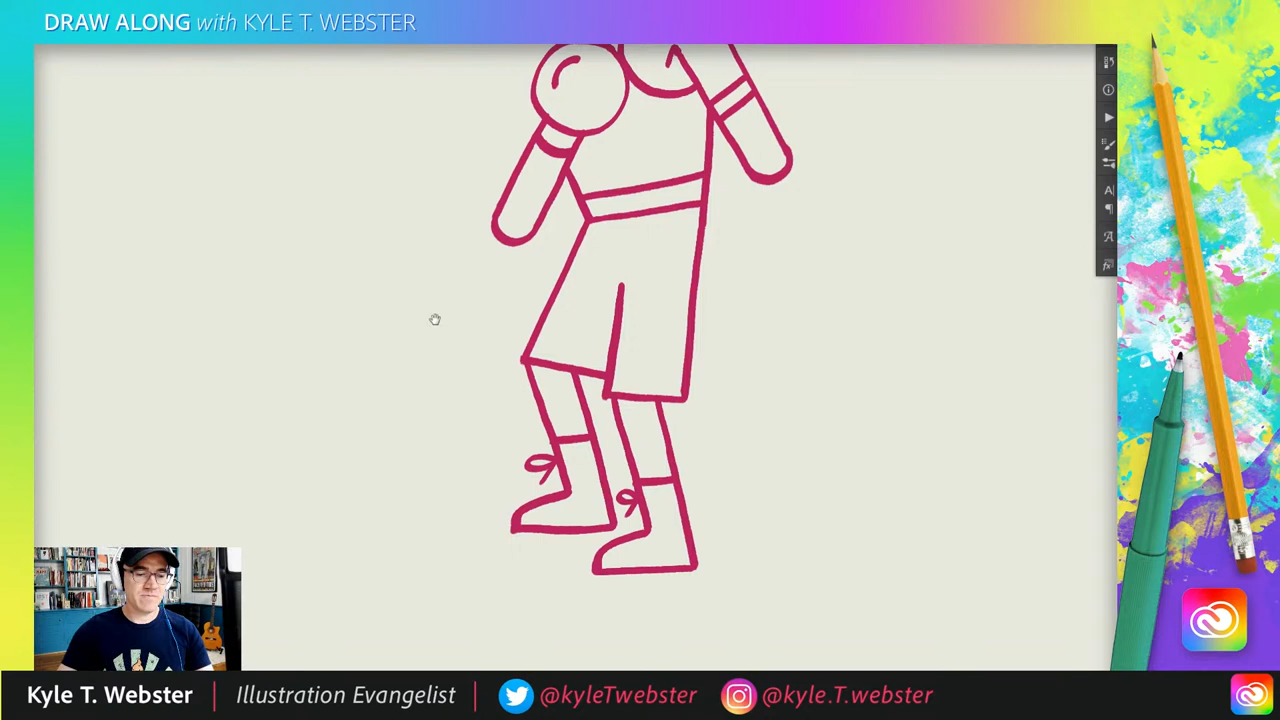 DRAW ALONG with KYLE T. WEBSTER
Kyle T. Webster | Illustration Evangelist | @kyleTwebster @kyle.T.webster